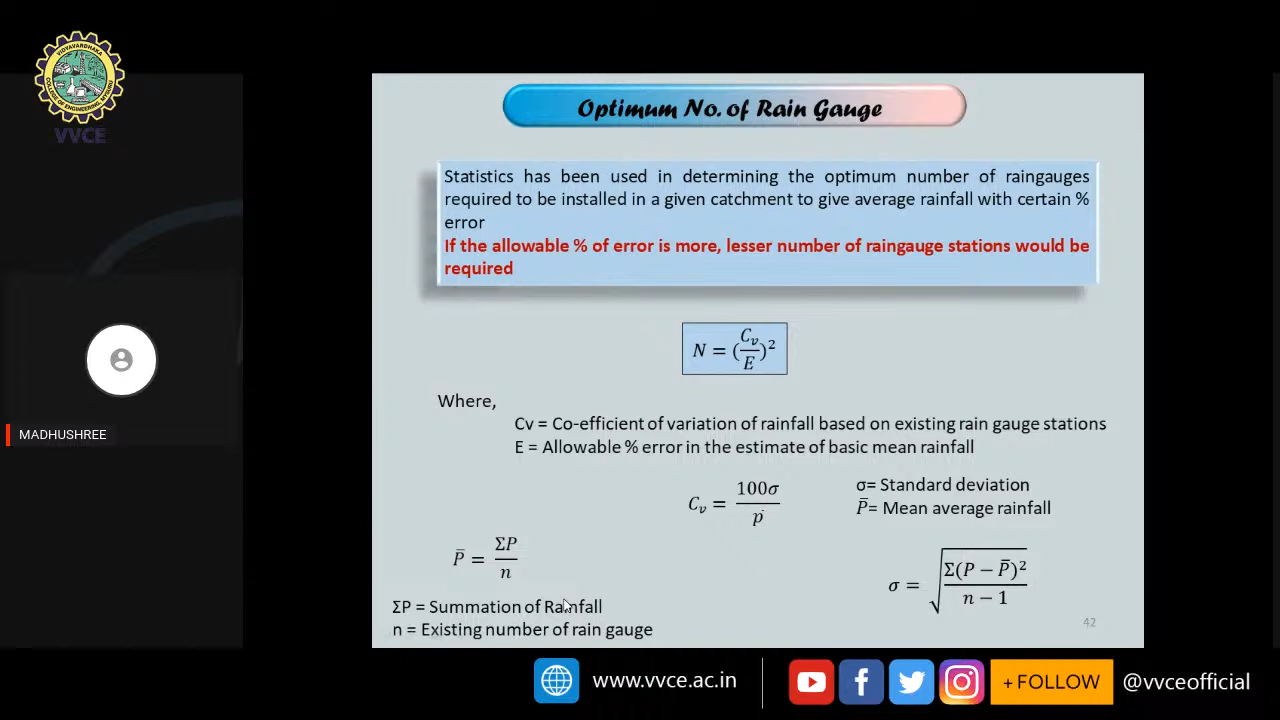 VIDYAVARDHAKA
COLLEGE OF ENGINEERING, MYSURU
VVCE
Optimum No. of Rain Gauge
Statistics has been used in determining the optimum number of raingauges
required to be installed in a given catchment to give average rainfall with certain %
error
If the allowable % of error is more, lesser number of raingauge stations would be
required
N = (C_v/E)^2
Where,
Cv = Co-efficient of variation of rainfall based on existing rain gauge stations
E = Allowable % error in the estimate of basic mean rainfall
C_v = 100σ/p̄
σ= Standard deviation
P̄= Mean average rainfall
P̄ = ΣP/n
σ = √(Σ(P − P̄)^2/(n − 1))
ΣP = Summation of Rainfall
n = Existing number of rain gauge
42
MADHUSHREE
www.vvce.ac.in
+ FOLLOW
@vvceofficial